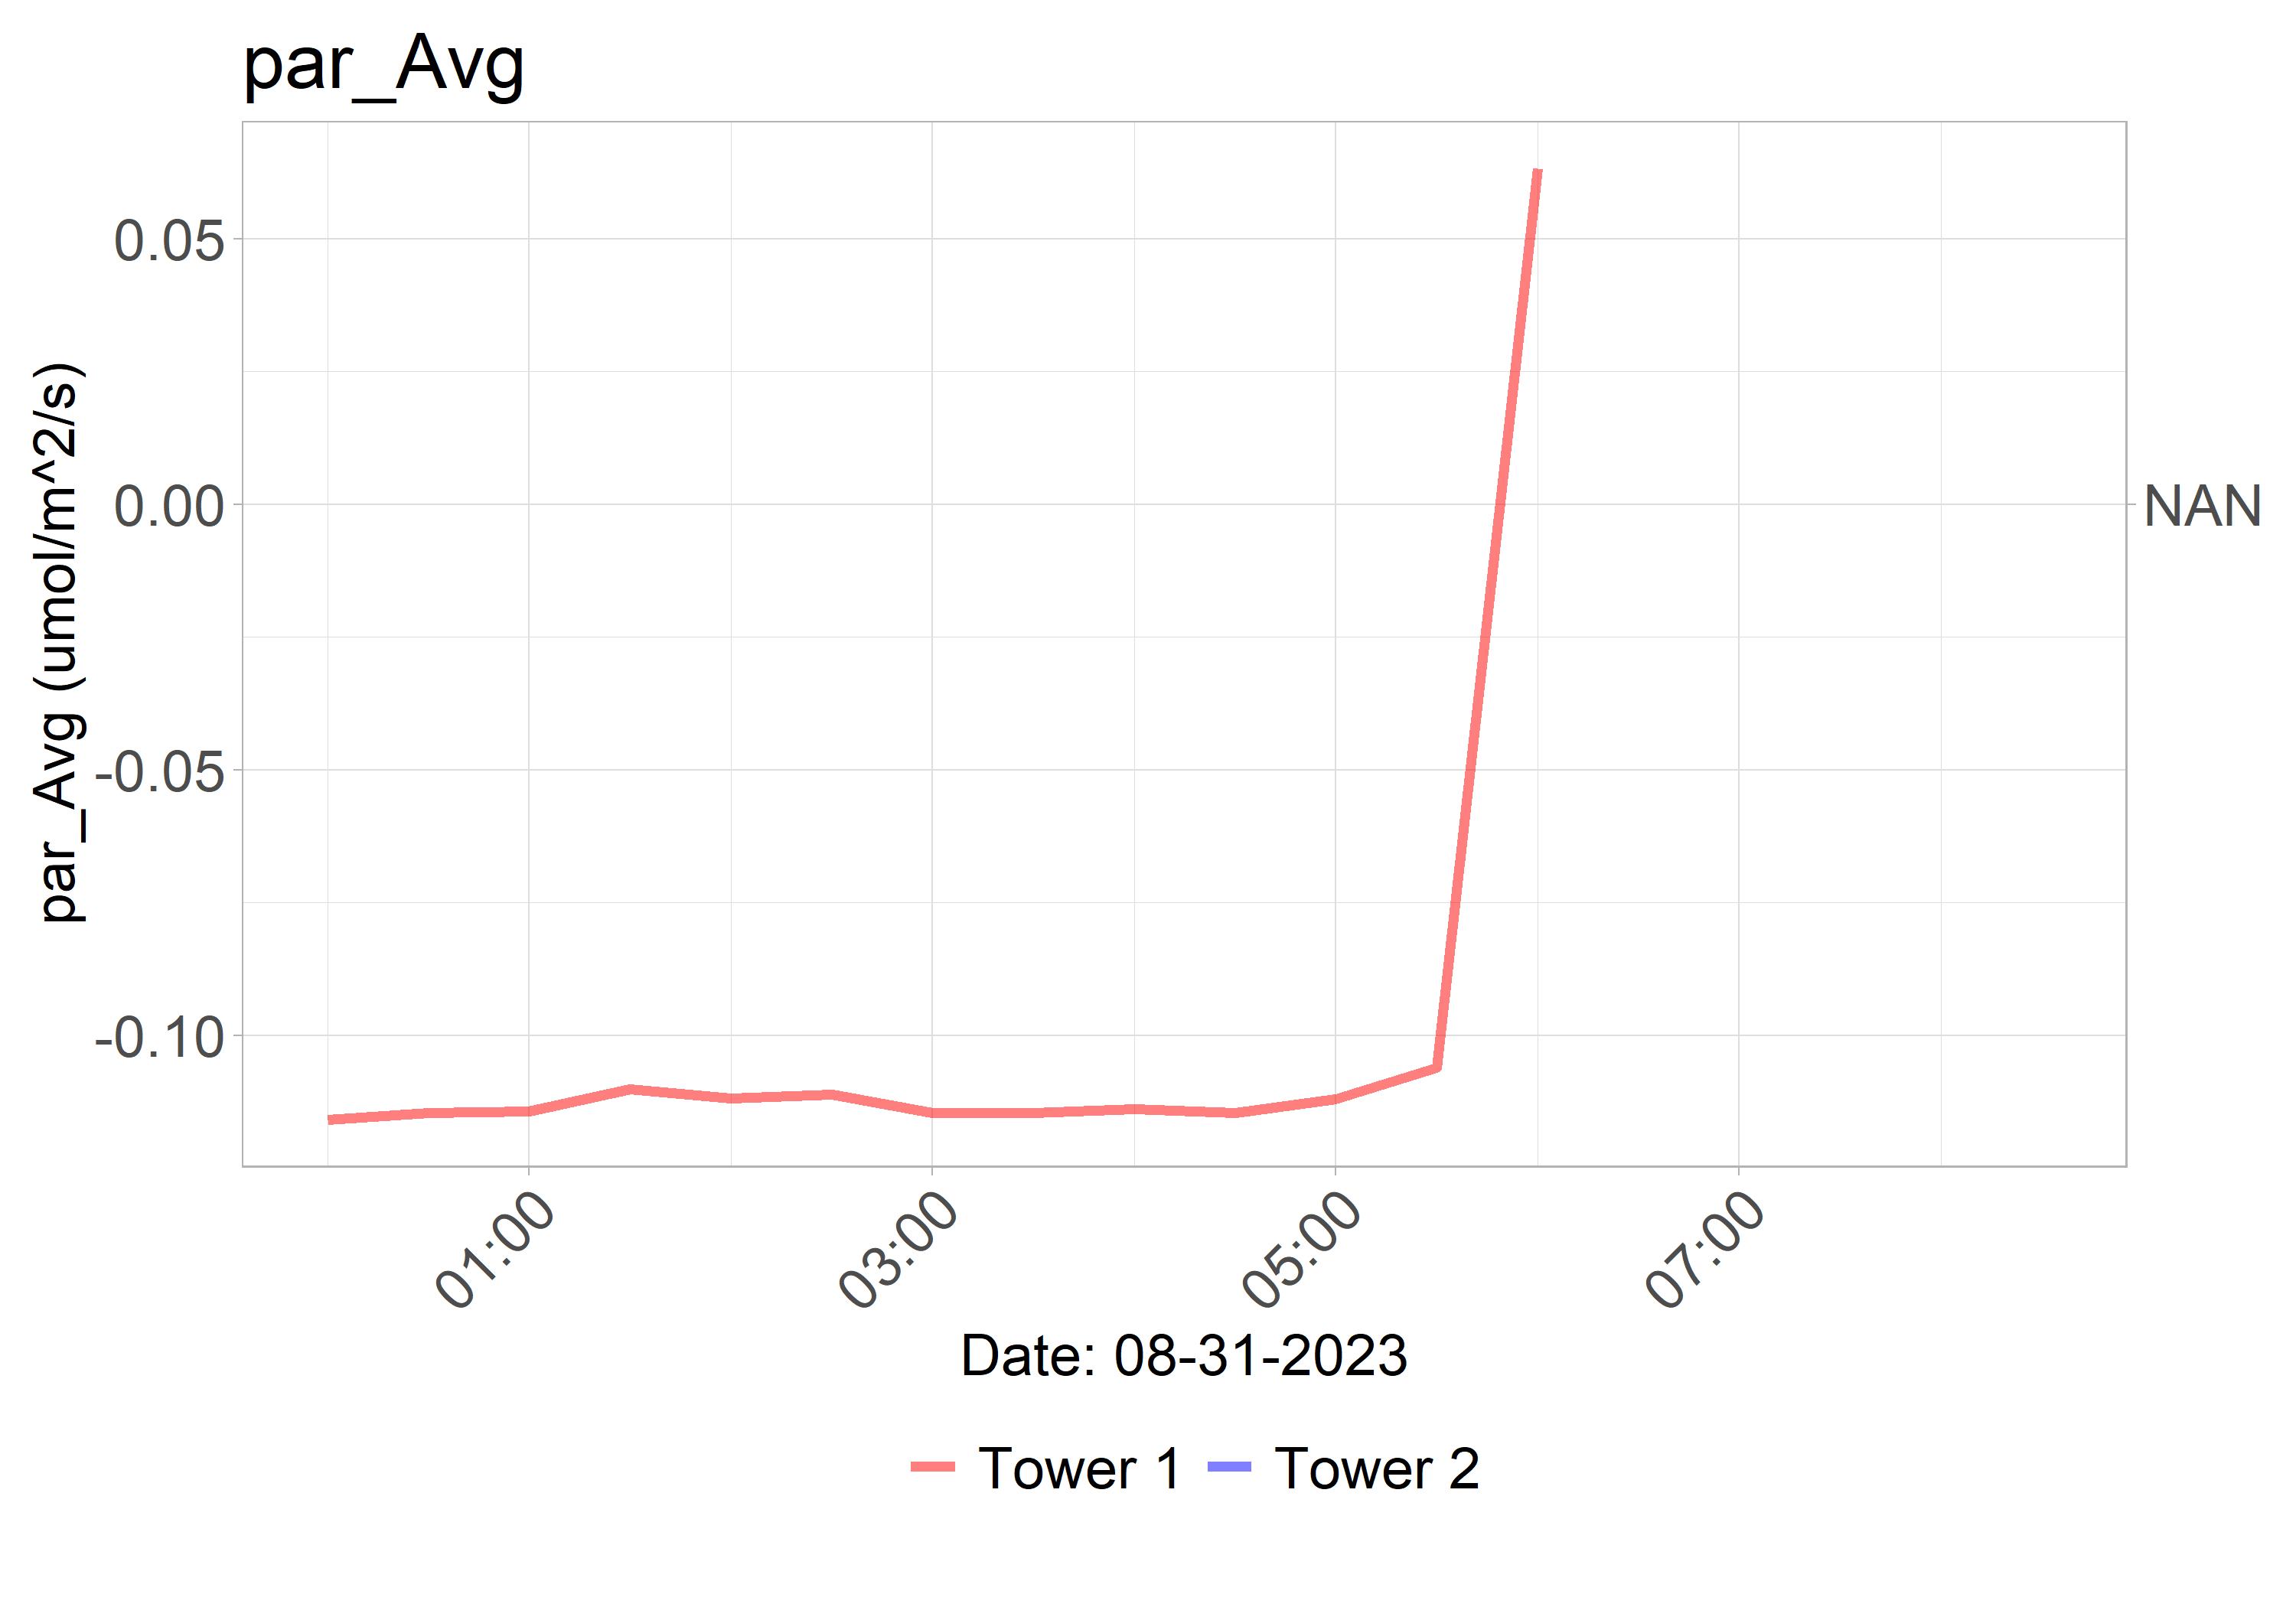 par_Avg
par_Avg (umol/m^2/s)
0.05
0.00
-0.05
-0.10
NAN
01:00
03:00
05:00
07:00
Date: 08-31-2023
Tower 1
Tower 2